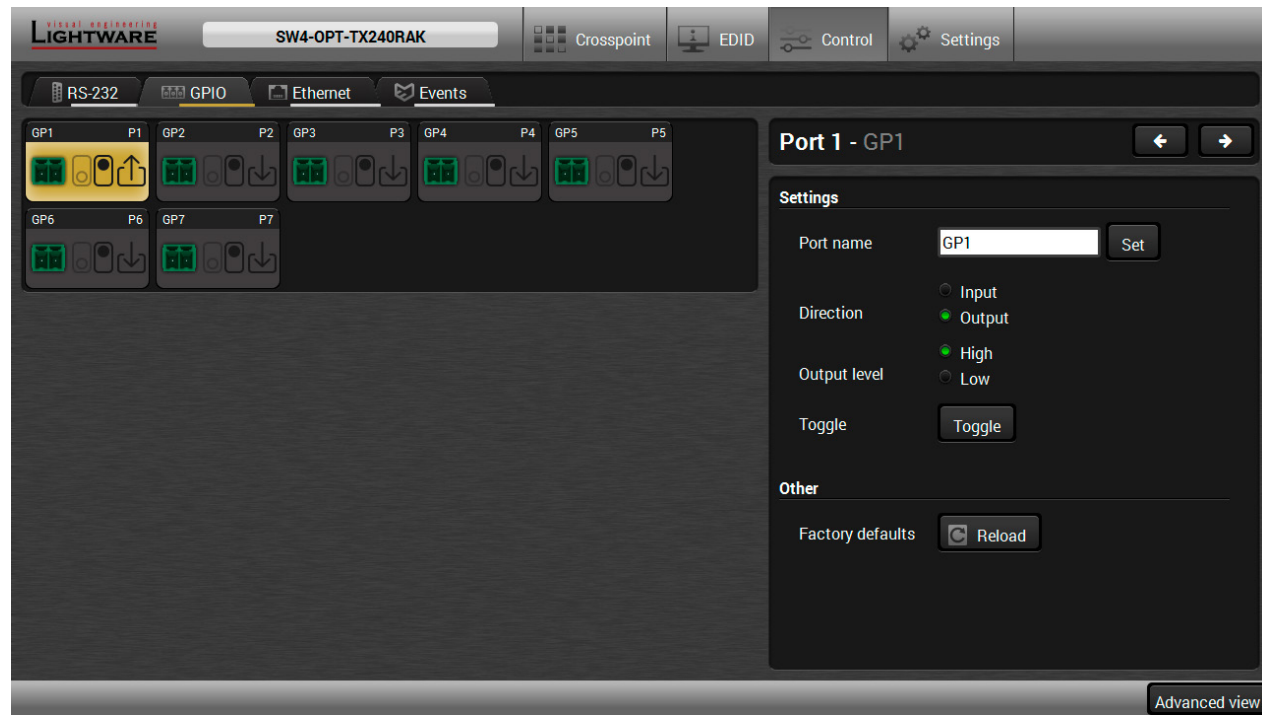 visual engineering
LIGHTWARE
SW4-OPT-TX240RAK
Crosspoint
EDID
Control
Settings
RS-232
GPIO
Ethernet
Events
GP1 P1 GP2 P2 GP3 P3 GP4 P4 GP5 P5
GP6 P6 GP7 P7
Port 1 - GP1
Settings
Port name GP1 Set
Direction
Input
Output
Output level
High
Low
Toggle Toggle
Other
Factory defaults Reload
Advanced view